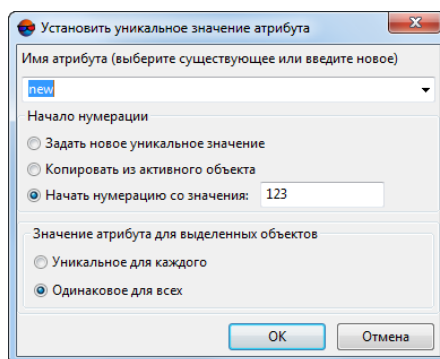 Установить уникальное значение атрибута
Имя атрибута (выберите существующее или введите новое)
new
Начало нумерации
Задать новое уникальное значение
Копировать из активного объекта
Начать нумерацию со значения: 123
Значение атрибута для выделенных объектов
Уникальное для каждого
Одинаковое для всех
OK Отмена